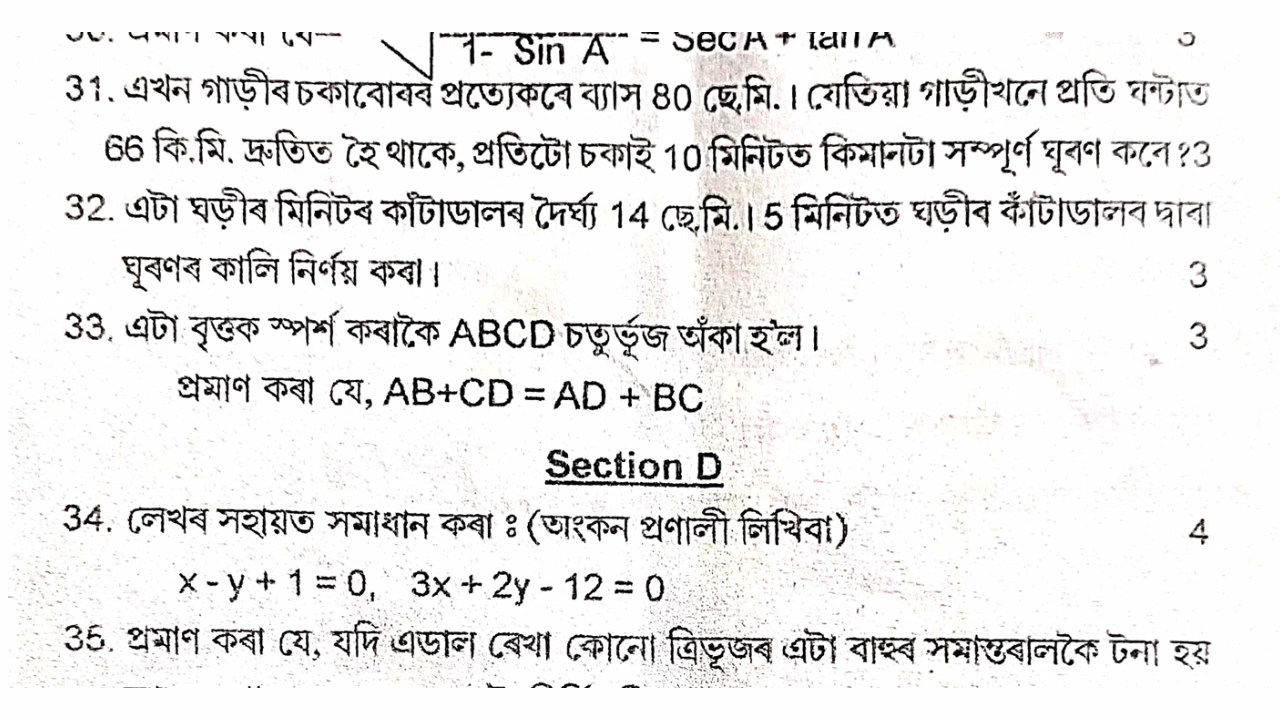 1- Sin A = Sec A + tan A 3
31. এখন গাড়ীৰ চকাবোৰৰ প্ৰত্যেকৰে ব্যাস 80 ছে.মি.। যেতিয়া গাড়ীখনে প্ৰতি ঘন্টাত
66 কি.মি. দ্ৰুতিত হৈ থাকে, প্ৰতিটো চকাই 10 মিনিটত কিমানটা সম্পূৰ্ণ ঘূৰণ কৰে?3
32. এটা ঘড়ীৰ মিনিটৰ কাঁটাডালৰ দৈৰ্ঘ্য 14 ছে.মি.। 5 মিনিটত ঘড়ীৰ কাঁটাডালৰ দ্বাৰা
ঘূৰণৰ কালি নিৰ্ণয় কৰা। 3
33. এটা বৃত্তক স্পৰ্শ কৰাকৈ ABCD চতুৰ্ভূজ অঁকা হ'ল। 3
প্ৰমাণ কৰা যে, AB+CD = AD + BC
Section D
34. লেখৰ সহায়ত সমাধান কৰা ঃ (অংকন প্ৰণালী লিখিবা) 4
x - y + 1 = 0, 3x + 2y - 12 = 0
35. প্ৰমাণ কৰা যে, যদি এডাল ৰেখা কোনো ত্ৰিভূজৰ এটা বাহুৰ সমান্তৰালকৈ টনা হয়